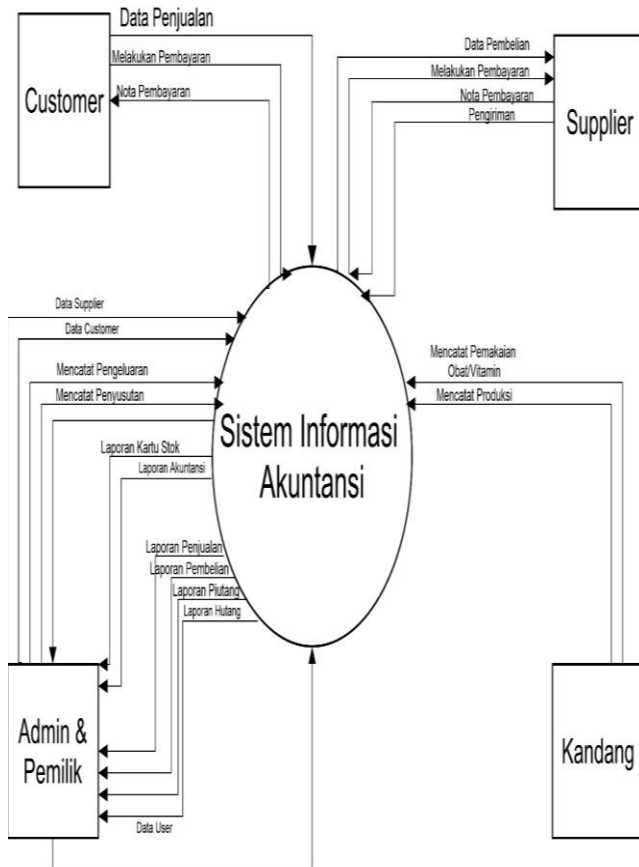 Data Penjualan
Melakukan Pembayaran
Nota Pembayaran
Customer
Data Pembelian
Melakukan Pembayaran
Nota Pembayaran
Pengiriman
Supplier
Data Supplier
Data Customer
Mencatat Pengeluaran
Mencatat Penyusutan
Laporan Kartu Stok
Laporan Akuntansi
Laporan Penjualan
Laporan Pembelian
Laporan Piutang
Laporan Hutang
Sistem Informasi
Akuntansi
Mencatat Pemakaian
Obat/Vitamin
Mencatat Produksi
Admin &
Pemilik
Data User
Kandang